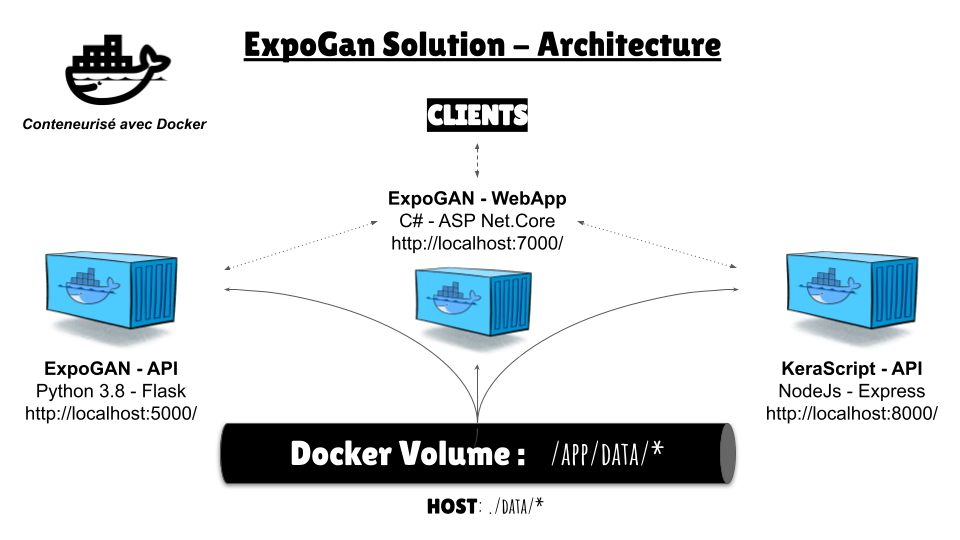 ExpoGan Solution – Architecture
Conteneurisé avec Docker
CLIENTS
ExpoGAN - WebApp
C# - ASP Net.Core
http://localhost:7000/
ExpoGAN - API
Python 3.8 - Flask
http://localhost:5000/
KeraScript - API
NodeJs - Express
http://localhost:8000/
Docker Volume : /APP/DATA/*
HOST: ./DATA/*